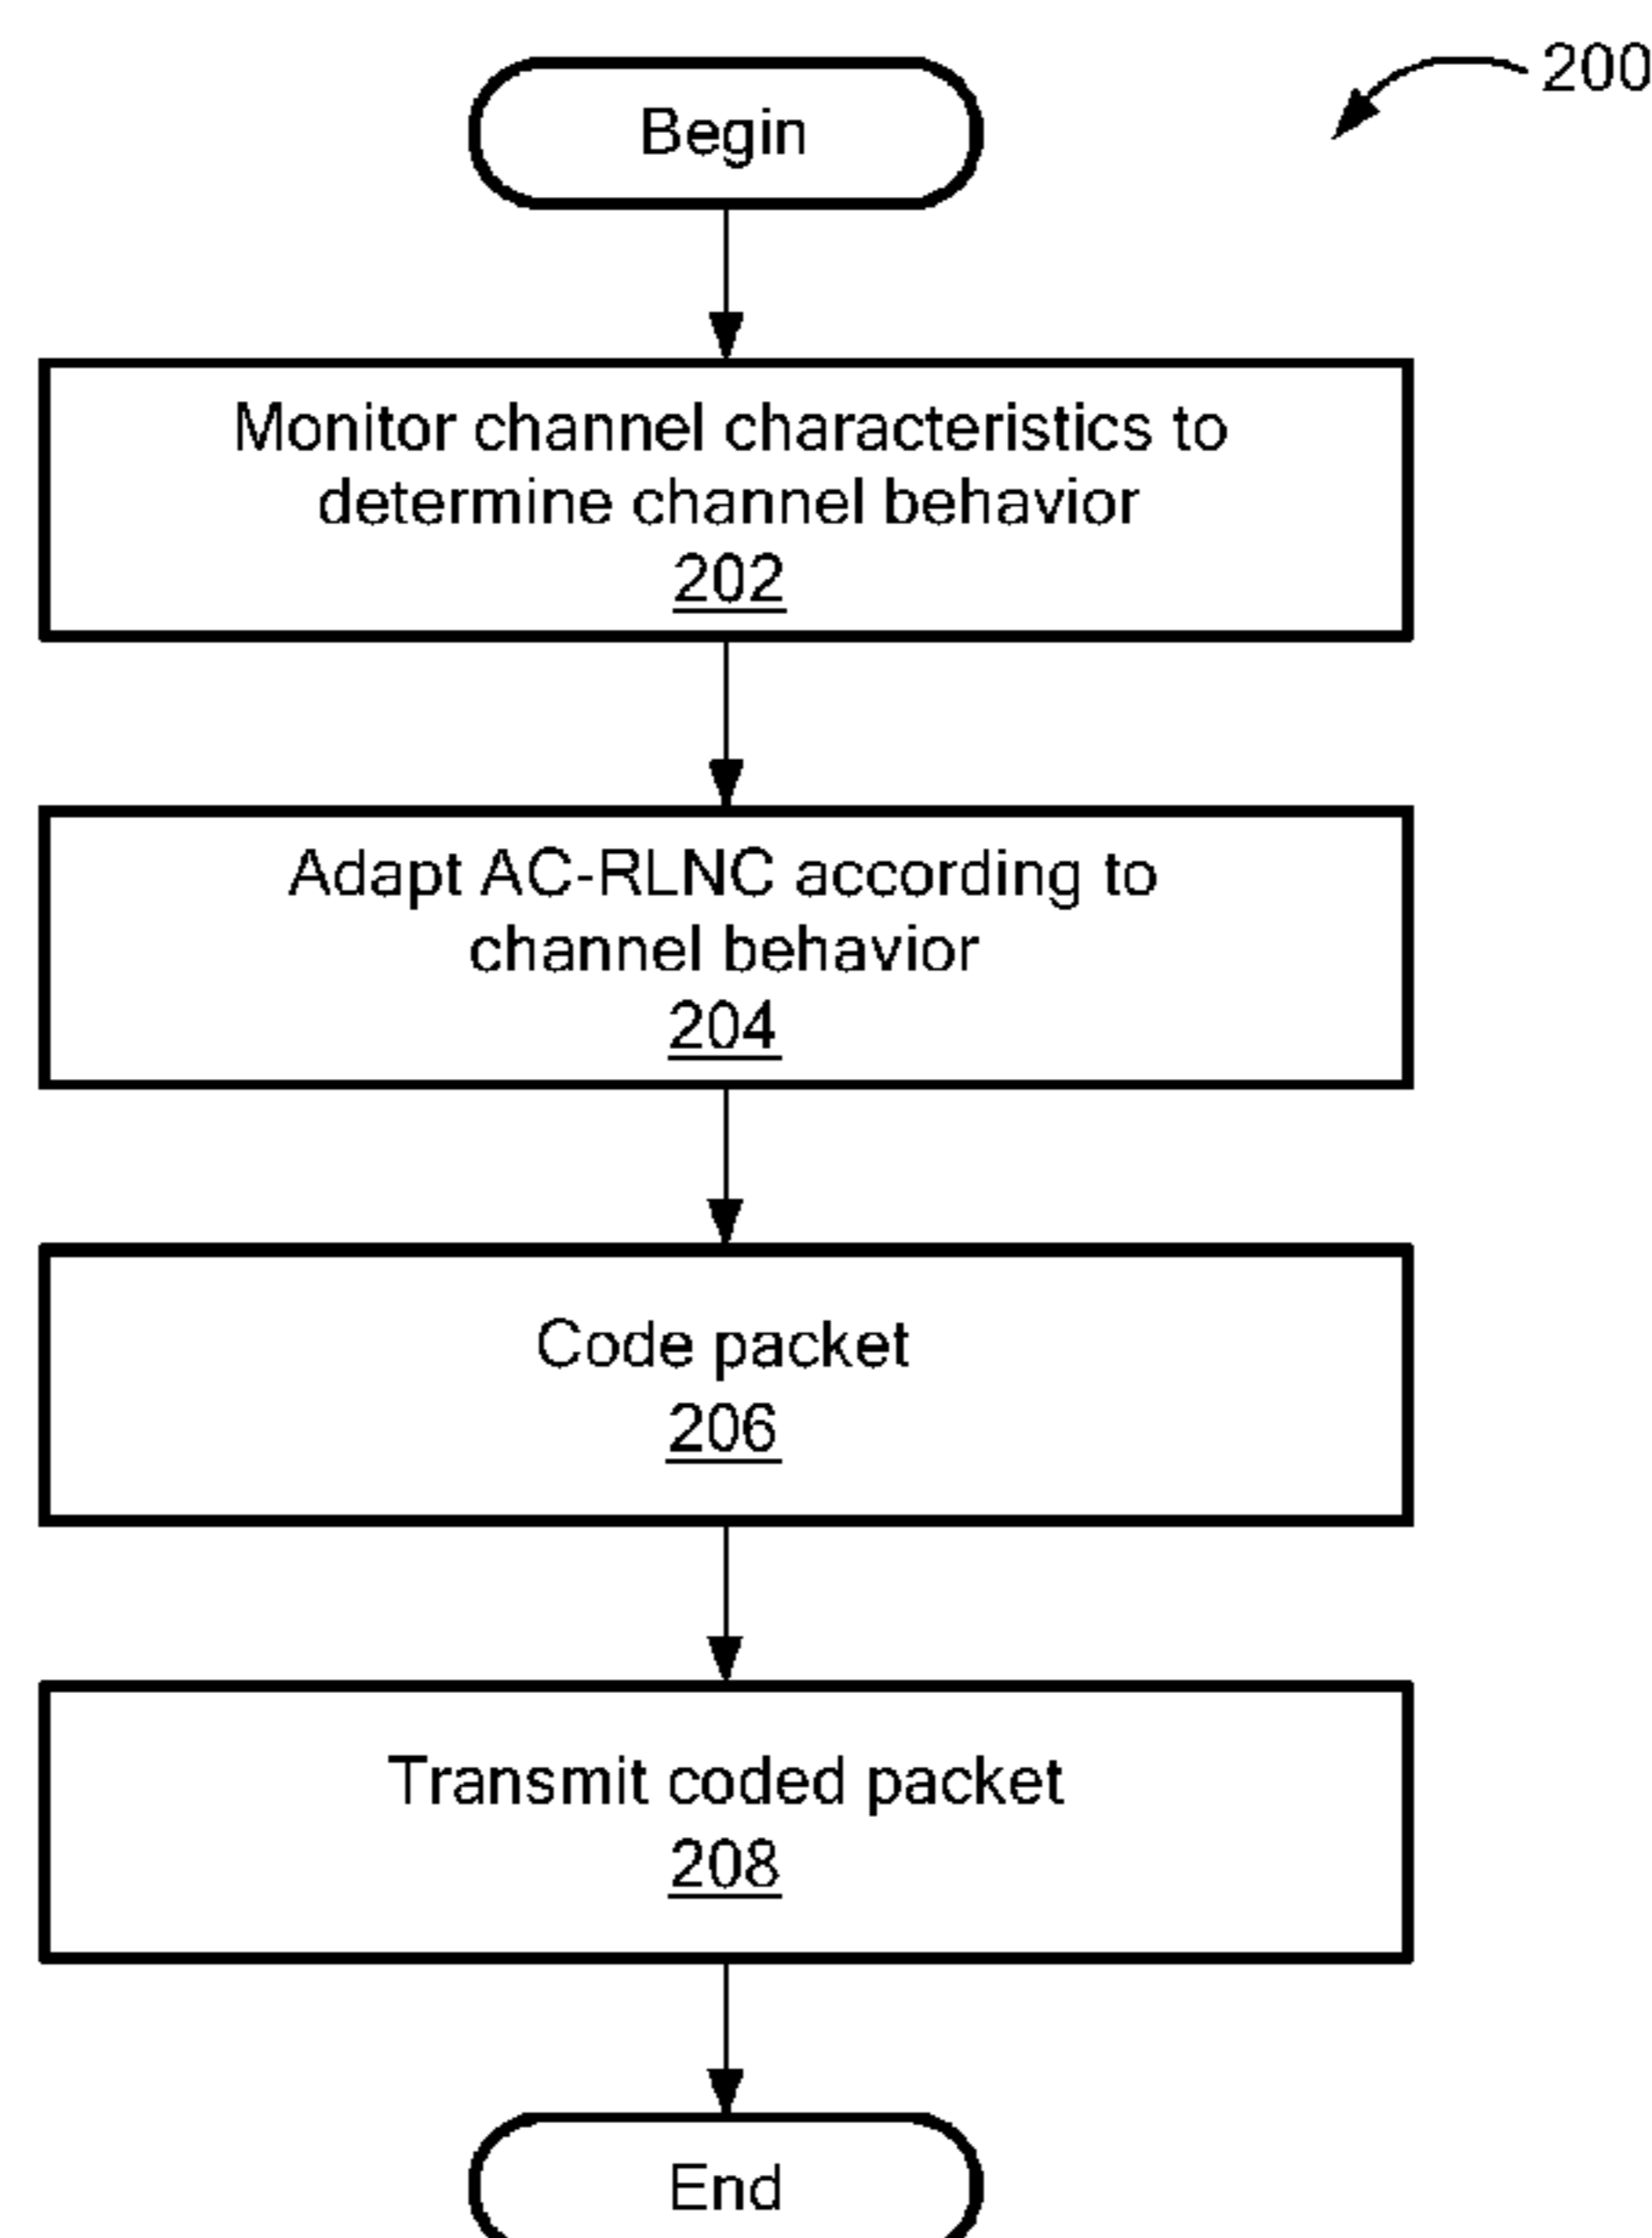 200
Begin
Monitor channel characteristics to
determine channel behavior
202
Adapt AC-RLNC according to
channel behavior
204
Code packet
206
Transmit coded packet
208
End